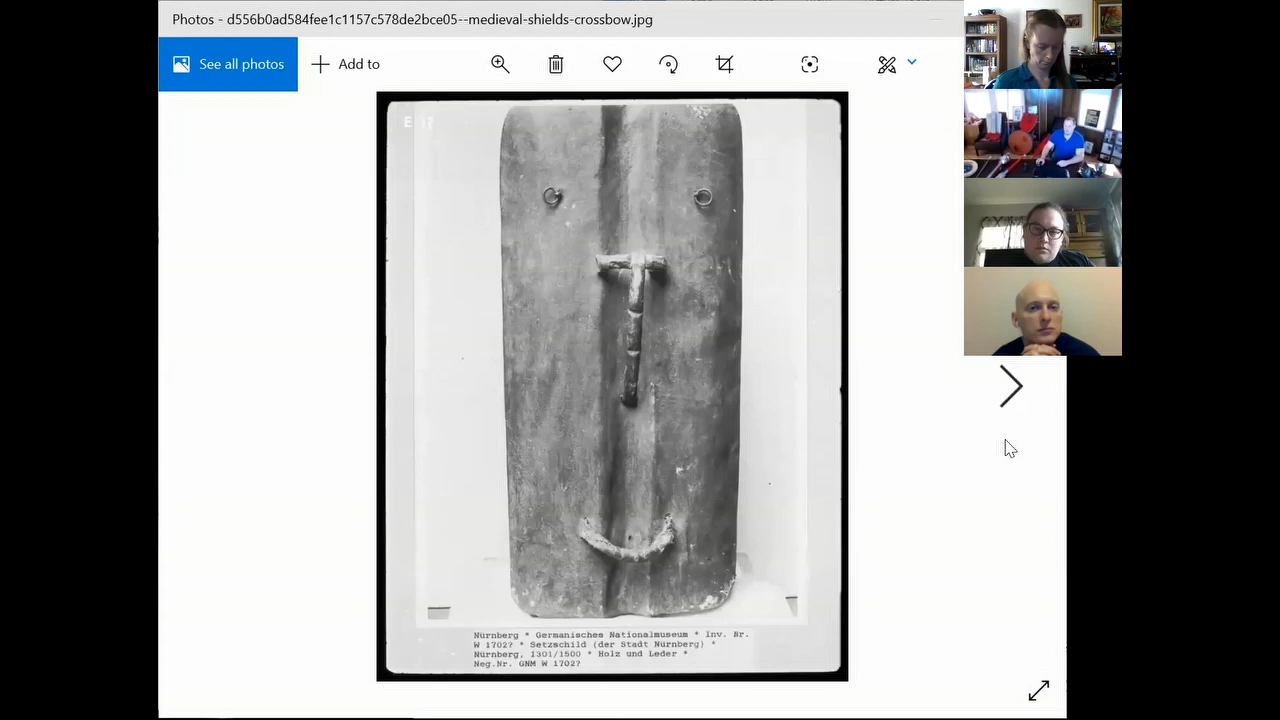 Photos - d556b0ad584fee1c1157c578de2bce05--medieval-shields-crossbow.jpg
See all photos
Add to
Nürnberg * Germanisches Nationalmuseum * Inv. Nr.
W 1702? * Setzschild (der Stadt Nürnberg) *
Nürnberg, 1301/1500 * Holz und Leder *
Neg.Nr. GNM W 1702?